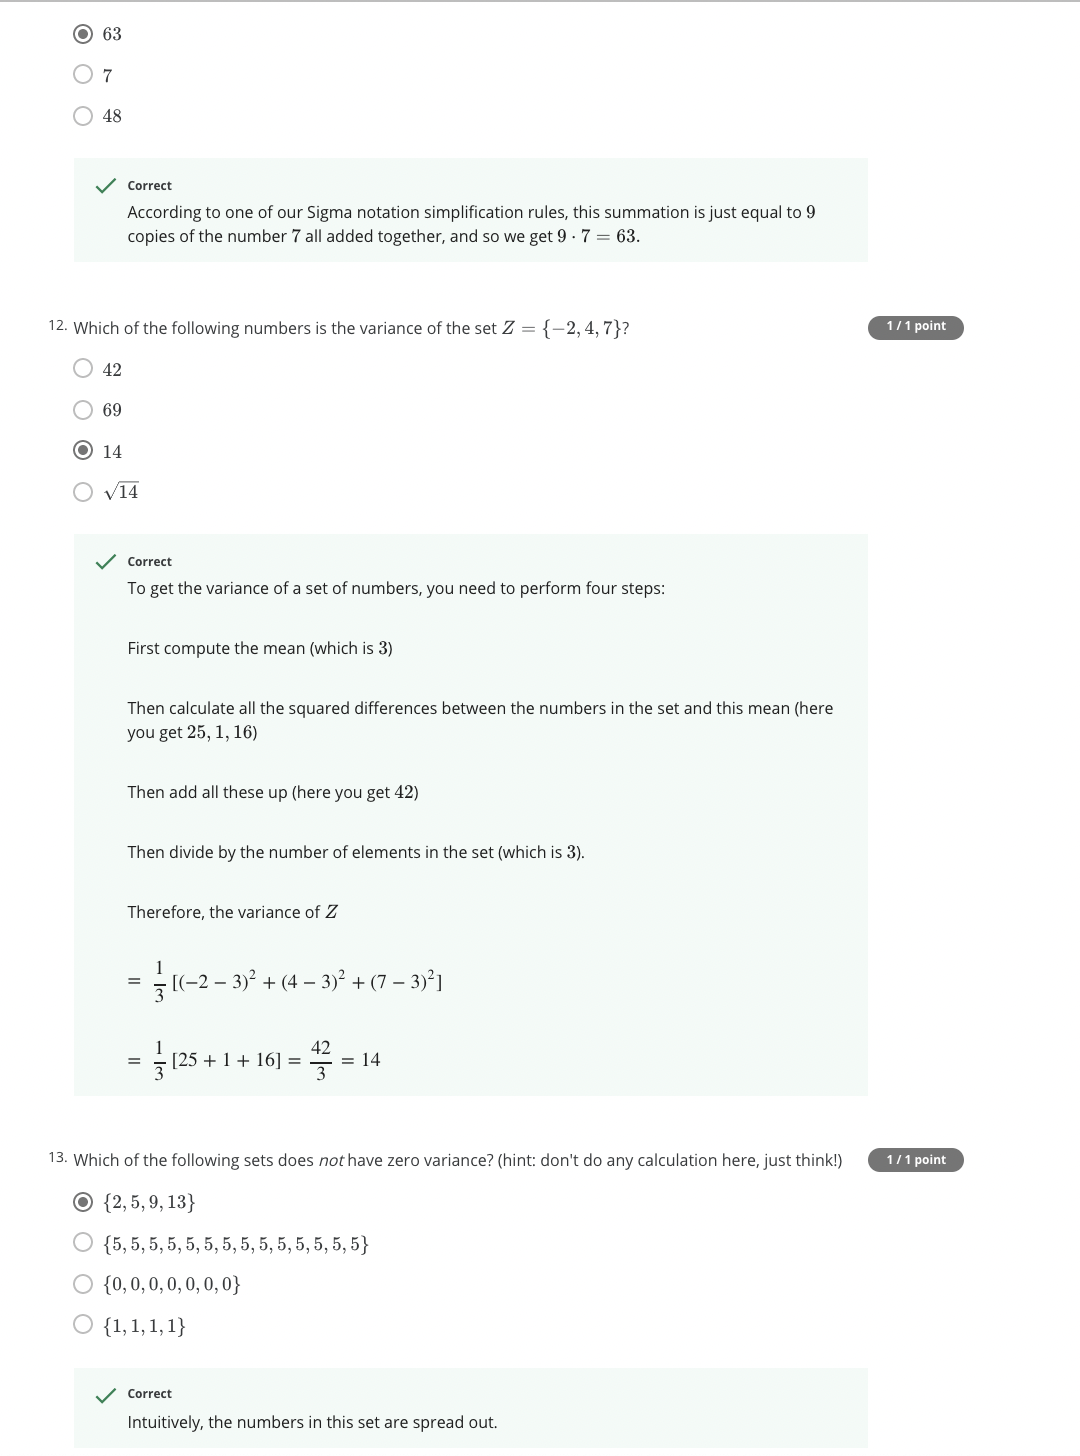 63
7
48
Correct
According to one of our Sigma notation simplification rules, this summation is just equal to 9
copies of the number 7 all added together, and so we get 9 · 7 = 63.
12. Which of the following numbers is the variance of the set Z = {−2, 4, 7}?
1 / 1 point
42
69
14
√14
Correct
To get the variance of a set of numbers, you need to perform four steps:
First compute the mean (which is 3)
Then calculate all the squared differences between the numbers in the set and this mean (here
you get 25, 1, 16)
Then add all these up (here you get 42)
Then divide by the number of elements in the set (which is 3).
Therefore, the variance of Z
= 1/3 [(−2 − 3)² + (4 − 3)² + (7 − 3)²]
= 1/3 [25 + 1 + 16] = 42/3 = 14
13. Which of the following sets does not have zero variance? (hint: don't do any calculation here, just think!)
1 / 1 point
{2, 5, 9, 13}
{5, 5, 5, 5, 5, 5, 5, 5, 5, 5, 5, 5, 5, 5}
{0, 0, 0, 0, 0, 0, 0}
{1, 1, 1, 1}
Correct
Intuitively, the numbers in this set are spread out.